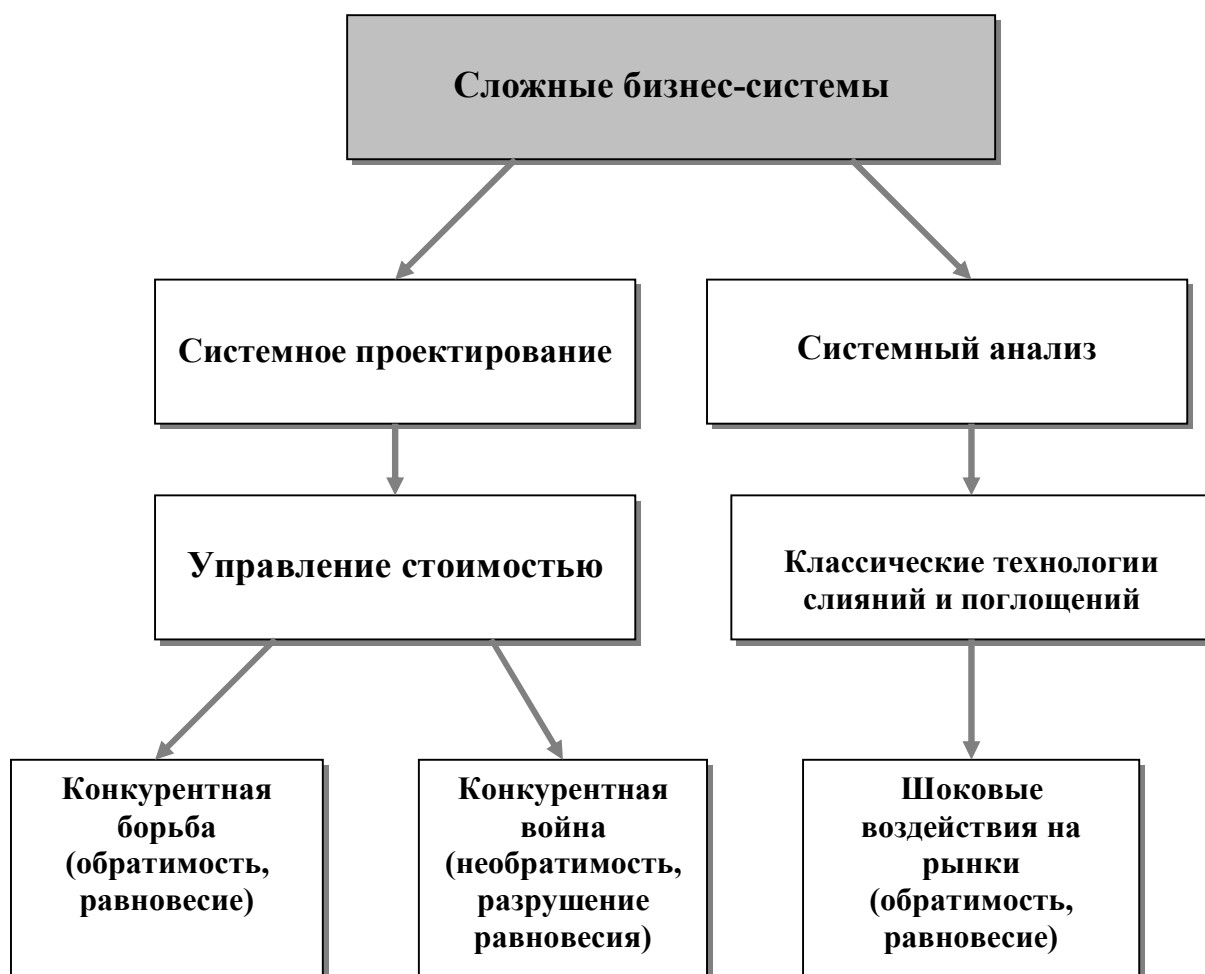 Сложные бизнес-системы
Системное проектирование
Системный анализ
Управление стоимостью
Классические технологии
слияний и поглощений
Конкурентная
борьба
(обратимость,
равновесие)
Конкурентная
война
(необратимость,
разрушение
равновесия)
Шоковые
воздействия на
рынки
(обратимость,
равновесие)